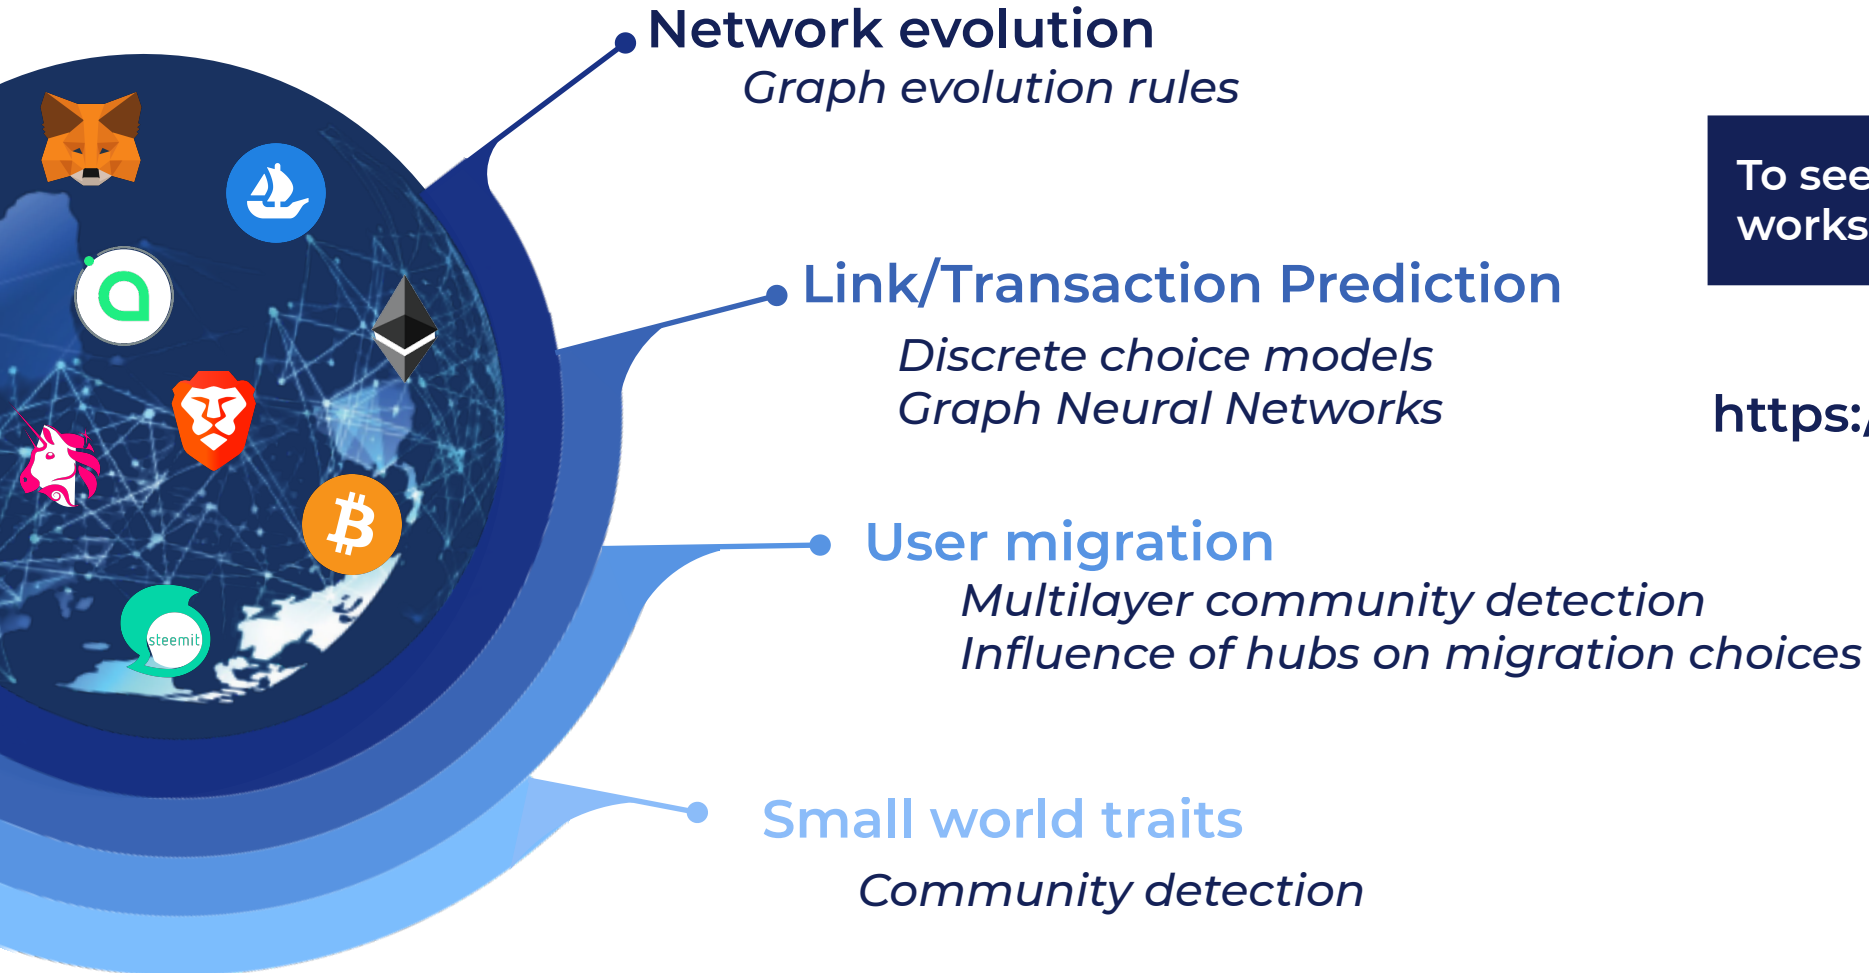 Network evolution
Graph evolution rules
To see
works
Link/Transaction Prediction
Discrete choice models
Graph Neural Networks
https:/
User migration
Multilayer community detection
Influence of hubs on migration choices
steemit
Small world traits
Community detection